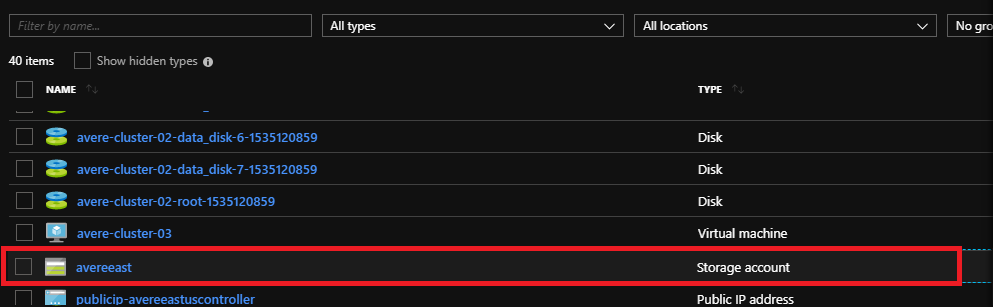 Filter by name... All types All locations No gro
40 items Show hidden types
NAME TYPE
avere-cluster-02-data_disk-6-1535120859 Disk
avere-cluster-02-data_disk-7-1535120859 Disk
avere-cluster-02-root-1535120859 Disk
avere-cluster-03 Virtual machine
avereeast Storage account
publicip-avereeastuscontroller Public IP address